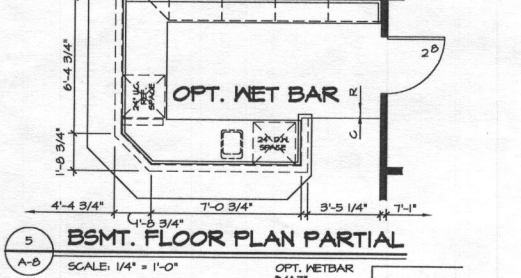 6'-4 3/4"
24" U.C.
REF.
SPACE
OPT. WET BAR
R
C
2⁸
24" D.W.
SPACE
1'-8 3/4"
4'-4 3/4"
1'-8 3/4"
7'-0 3/4"
3'-5 1/4"
7'-1"
5
A-8
BSMT. FLOOR PLAN PARTIAL
SCALE: 1/4" = 1'-0"
OPT. WETBAR